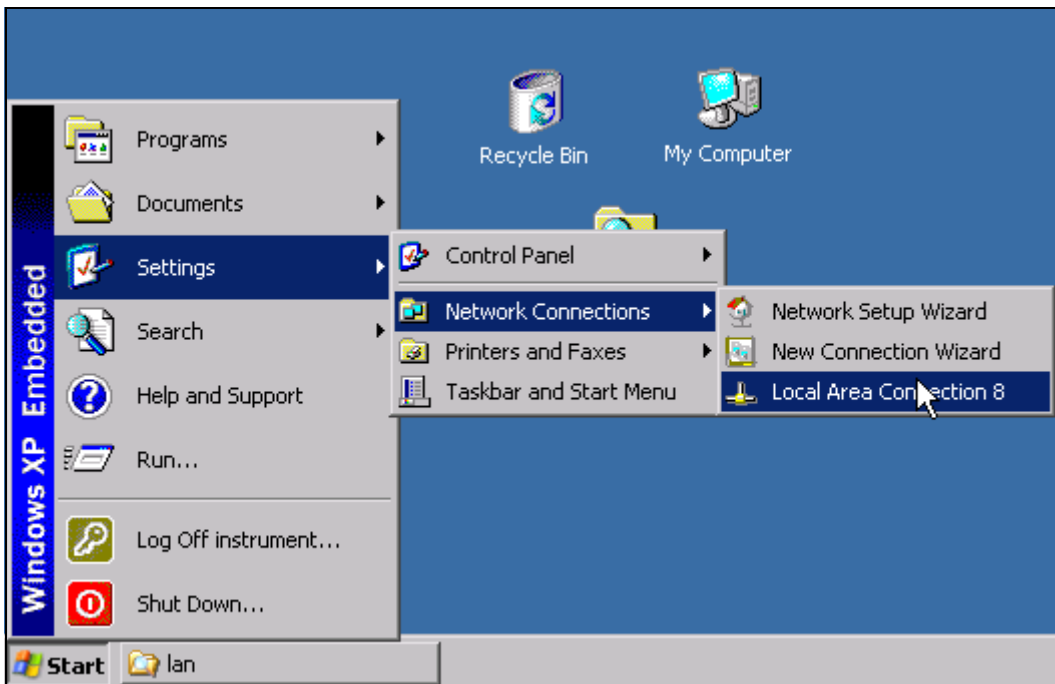 Recycle Bin
My Computer
Programs
Documents
Settings
Search
Help and Support
Run...
Log Off instrument...
Shut Down...
Windows XP Embedded
Control Panel
Network Connections
Printers and Faxes
Taskbar and Start Menu
Network Setup Wizard
New Connection Wizard
Local Area Connection 8
Start
lan